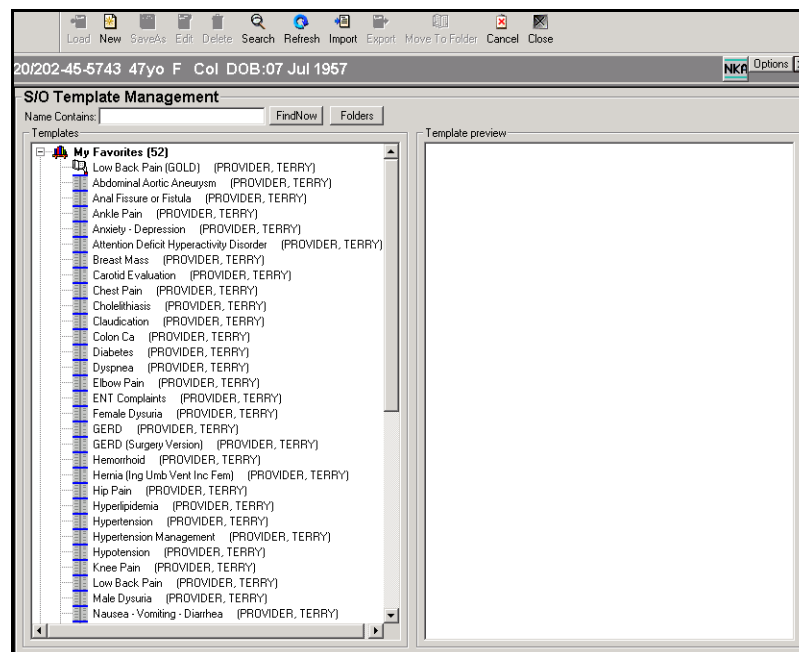 Load New SaveAs Edit Delete Search Refresh Import Export Move To Folder Cancel Close
20/202-45-5743 47yo F Col DOB:07 Jul 1957
NKA Options
S/O Template Management
Name Contains: FindNow Folders
Templates
My Favorites (52)
Low Back Pain (GOLD) (PROVIDER, TERRY)
Abdominal Aortic Aneurysm (PROVIDER, TERRY)
Anal Fissure or Fistula (PROVIDER, TERRY)
Ankle Pain (PROVIDER, TERRY)
Anxiety - Depression (PROVIDER, TERRY)
Attention Deficit Hyperactivity Disorder (PROVIDER, TERRY)
Breast Mass (PROVIDER, TERRY)
Carotid Evaluation (PROVIDER, TERRY)
Chest Pain (PROVIDER, TERRY)
Cholelithiasis (PROVIDER, TERRY)
Claudication (PROVIDER, TERRY)
Colon Ca (PROVIDER, TERRY)
Diabetes (PROVIDER, TERRY)
Dyspnea (PROVIDER, TERRY)
Elbow Pain (PROVIDER, TERRY)
ENT Complaints (PROVIDER, TERRY)
Female Dysuria (PROVIDER, TERRY)
GERD (PROVIDER, TERRY)
GERD (Surgery Version) (PROVIDER, TERRY)
Hemorrhoid (PROVIDER, TERRY)
Hernia (Ing Umb Vent Inc Fem) (PROVIDER, TERRY)
Hip Pain (PROVIDER, TERRY)
Hyperlipidemia (PROVIDER, TERRY)
Hypertension (PROVIDER, TERRY)
Hypertension Management (PROVIDER, TERRY)
Hypotension (PROVIDER, TERRY)
Knee Pain (PROVIDER, TERRY)
Low Back Pain (PROVIDER, TERRY)
Male Dysuria (PROVIDER, TERRY)
Nausea - Vomiting - Diarrhea (PROVIDER, TERRY)
Template preview